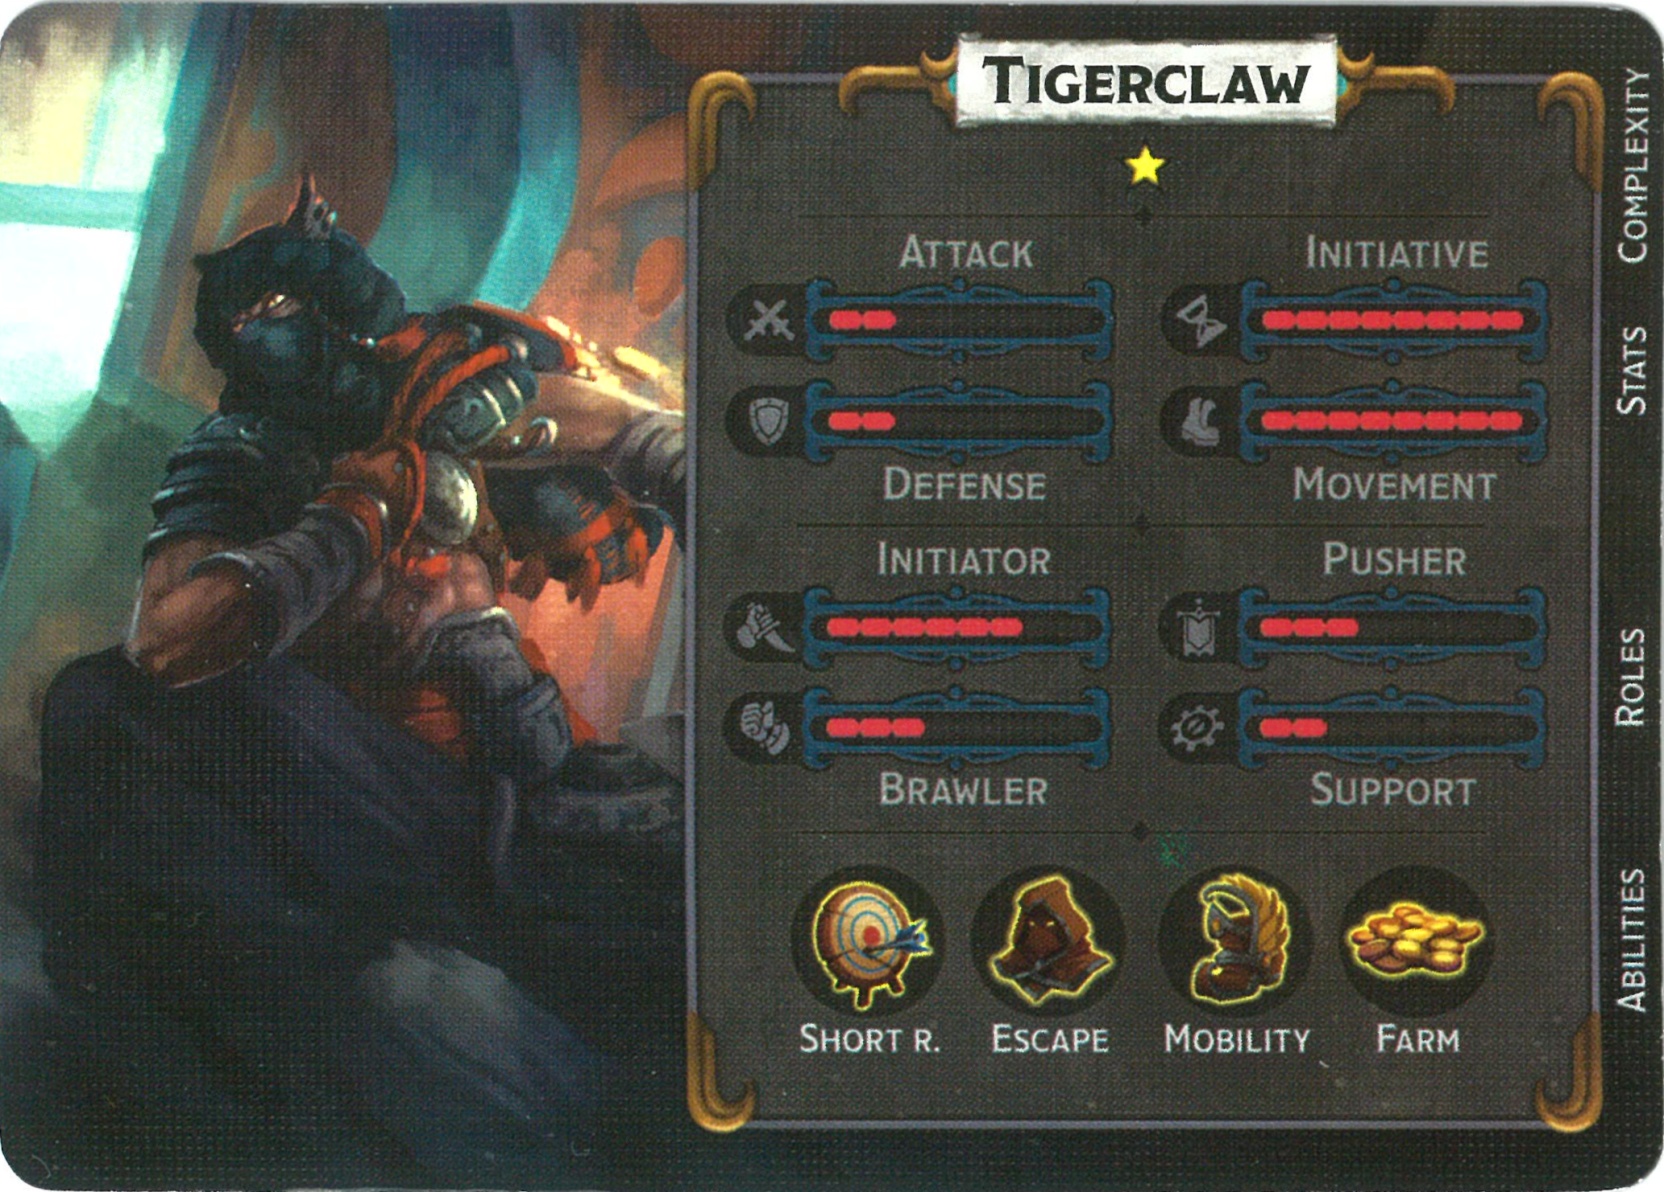 TIGERCLAW
ATTACK
INITIATIVE
DEFENSE
MOVEMENT
INITIATOR
PUSHER
BRAWLER
SUPPORT
SHORT R.
ESCAPE
MOBILITY
FARM
COMPLEXITY
STATS
ROLES
ABILITIES